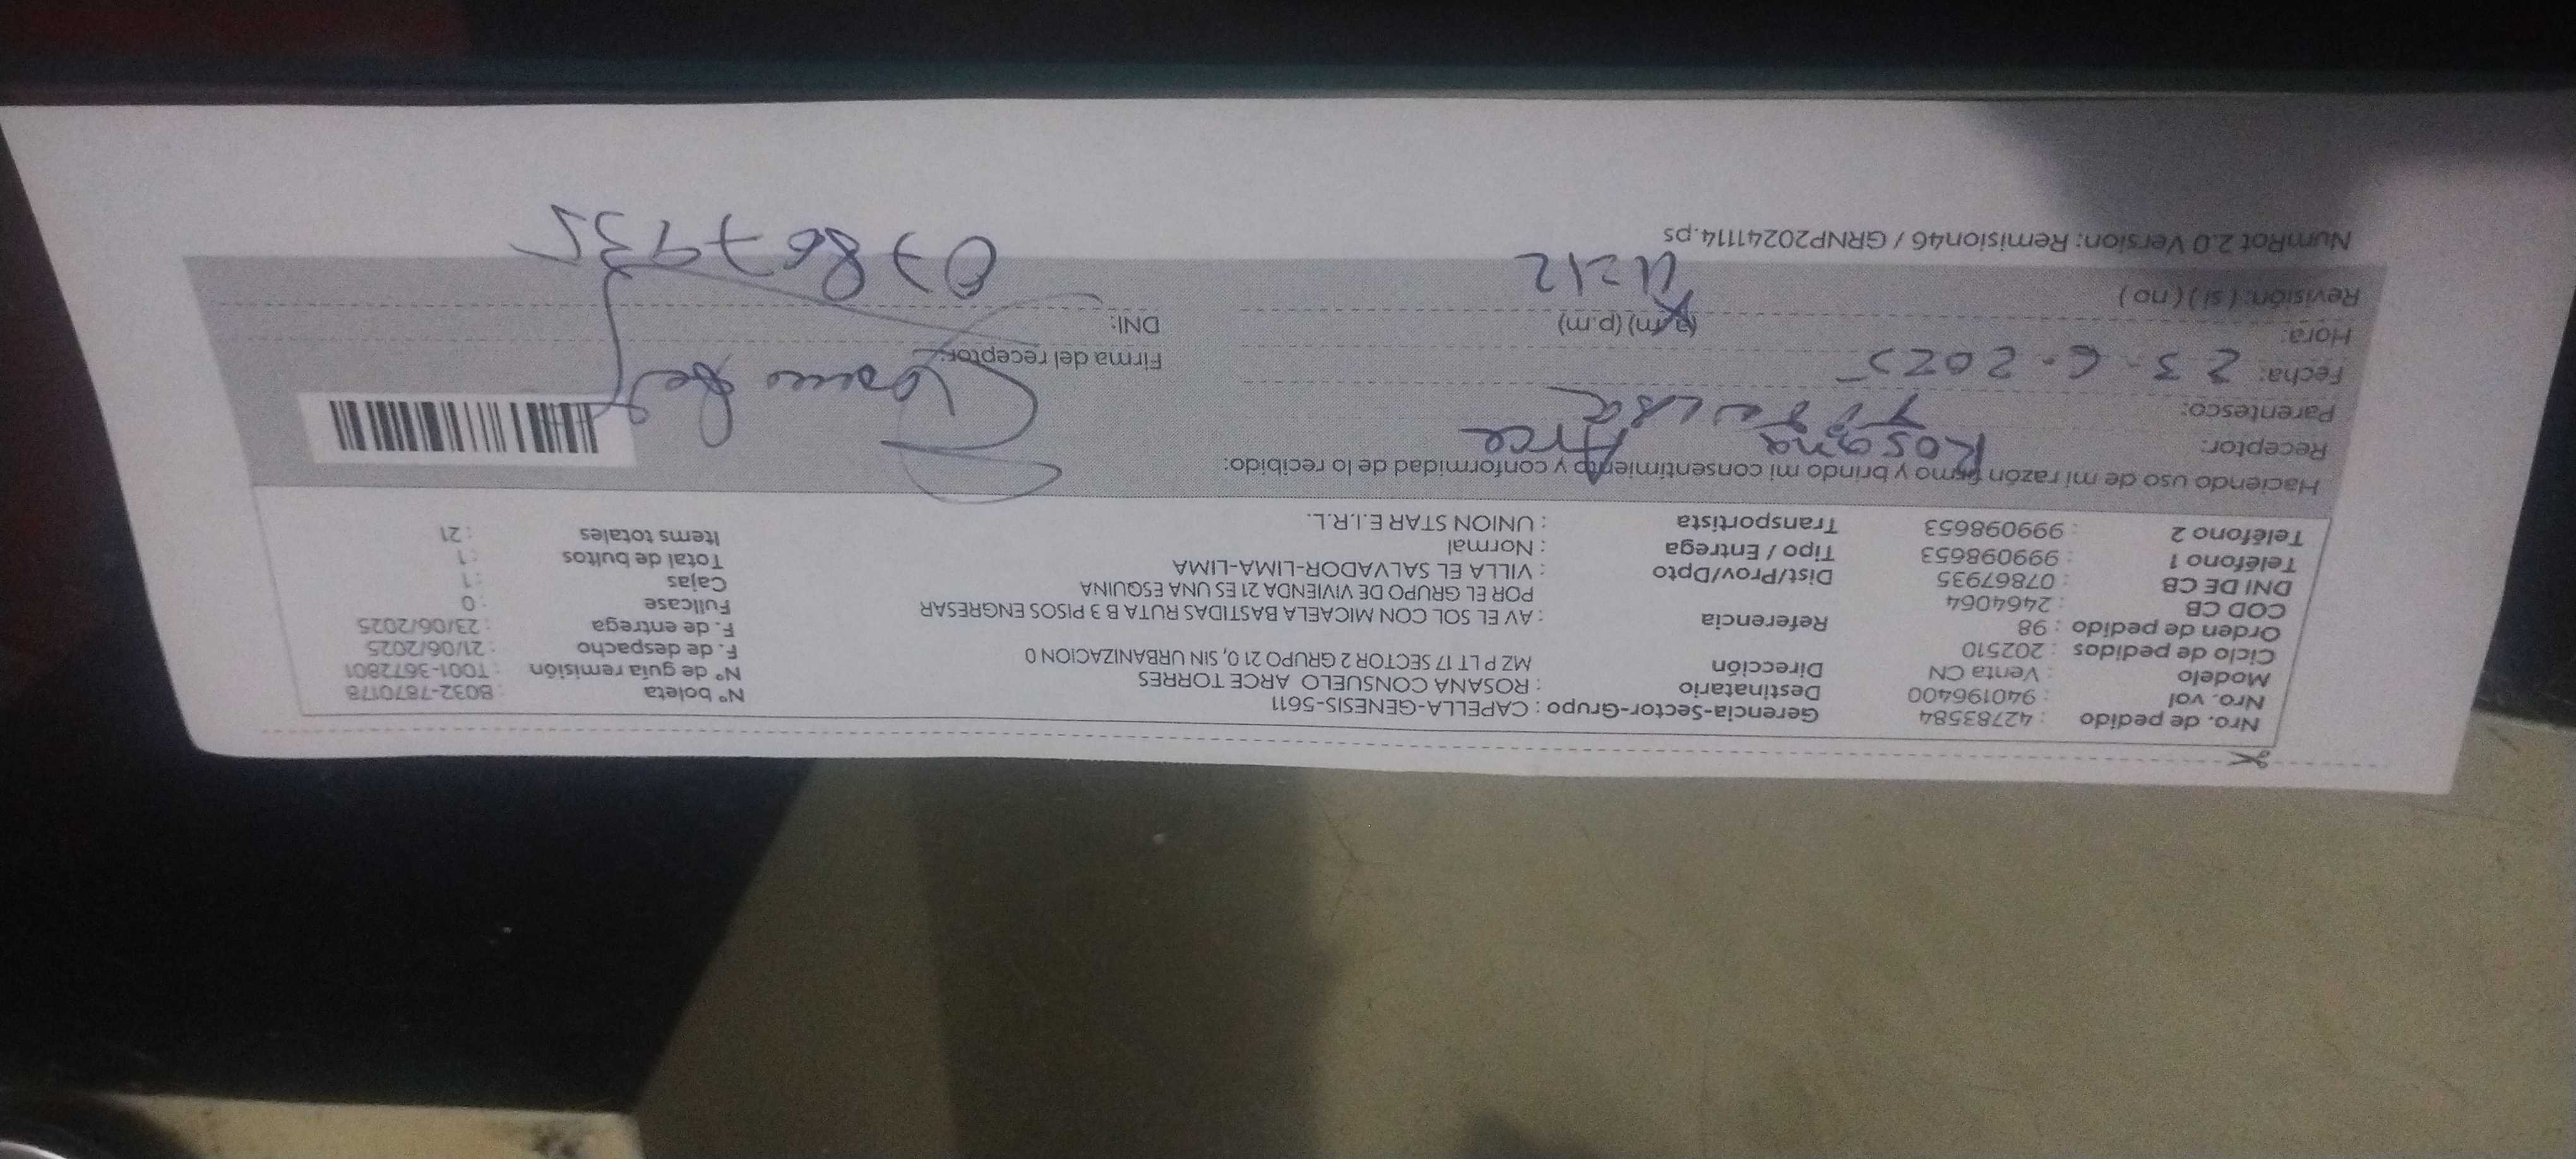 Nro. de pedido : 42783584 Gerencia-Sector-Grupo : CAPELLA-GENESIS-5611 Nº boleta : B032-7870178
Nro. val : 940196400 Destinatario : ROSANA CONSUELO ARCE TORRES Nº de guía remisión : T001-3672801
Modelo : Venta CN Dirección MZ P LT 17 SECTOR 2 GRUPO 21 0, SIN URBANIZACION 0 F. de despacho : 21/06/2025
Ciclo de pedidos : 202510 F. de entrega : 23/06/2025
Orden de pedido : 98 Referencia : AV EL SOL CON MICAELA BASTIDAS RUTA B 3 PISOS ENGRESAR Fullcase : 0
COD CB : 2464064 POR EL GRUPO DE VIVIENDA 21 ES UNA ESQUINA Cajas : 1
DNI DE CB : 07867935 Dist/Prov/Dpto : VILLA EL SALVADOR-LIMA-LIMA Total de bultos : 1
Teléfono 1 : 999098653 Tipo / Entrega : Normal Items totales : 21
Teléfono 2 : 999098653 Transportista : UNION STAR E.I.R.L.
Haciendo uso de mi razón firmo y brindo mi consentimiento y conformidad de lo recibido:
Receptor: Rosana Arce
Parentesco:
Fecha: 23-6-2025 Firma del receptor:
Hora: (a.m) (p.m) DNI: 07867935
Revisión: ( si ) ( no ) 11=12
NumRot 2.0 Version: Remision46 / GRNP20241114.ps